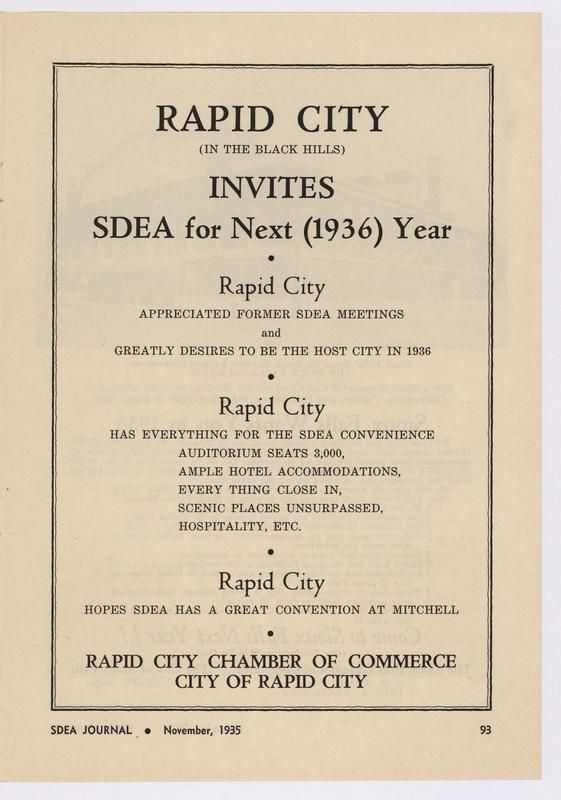 RAPID CITY
(IN THE BLACK HILLS)
INVITES
SDEA for Next (1936) Year
•
Rapid City
APPRECIATED FORMER SDEA MEETINGS
and
GREATLY DESIRES TO BE THE HOST CITY IN 1936
•
Rapid City
HAS EVERYTHING FOR THE SDEA CONVENIENCE
AUDITORIUM SEATS 3,000,
AMPLE HOTEL ACCOMMODATIONS,
EVERY THING CLOSE IN,
SCENIC PLACES UNSURPASSED,
HOSPITALITY, ETC.
•
Rapid City
HOPES SDEA HAS A GREAT CONVENTION AT MITCHELL
•
RAPID CITY CHAMBER OF COMMERCE
CITY OF RAPID CITY
SDEA JOURNAL • November, 1935 93